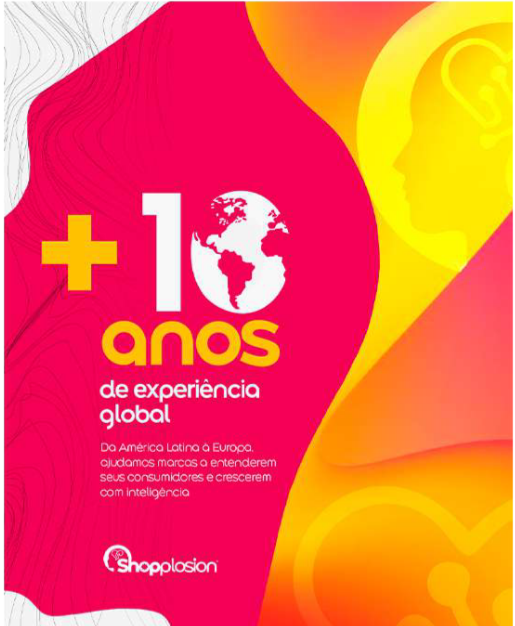 +10
anos
de experiência
global
Da América Latina à Europa,
ajudamos marcas a entenderem
seus consumidores e crescerem
com inteligência
Shopplosion